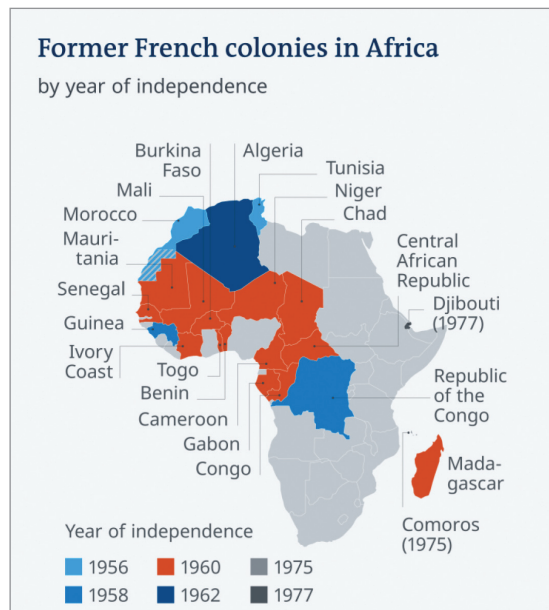 Former French colonies in Africa
by year of independence
Burkina
Faso
Algeria
Mali
Tunisia
Morocco
Niger
Chad
Mauri-
tania
Central
African
Republic
Senegal
Djibouti
(1977)
Guinea
Ivory
Coast
Togo
Benin
Republic
of the
Congo
Cameroon
Gabon
Congo
Mada-
gascar
Comoros
(1975)
Year of independence
1956
1960
1975
1958
1962
1977